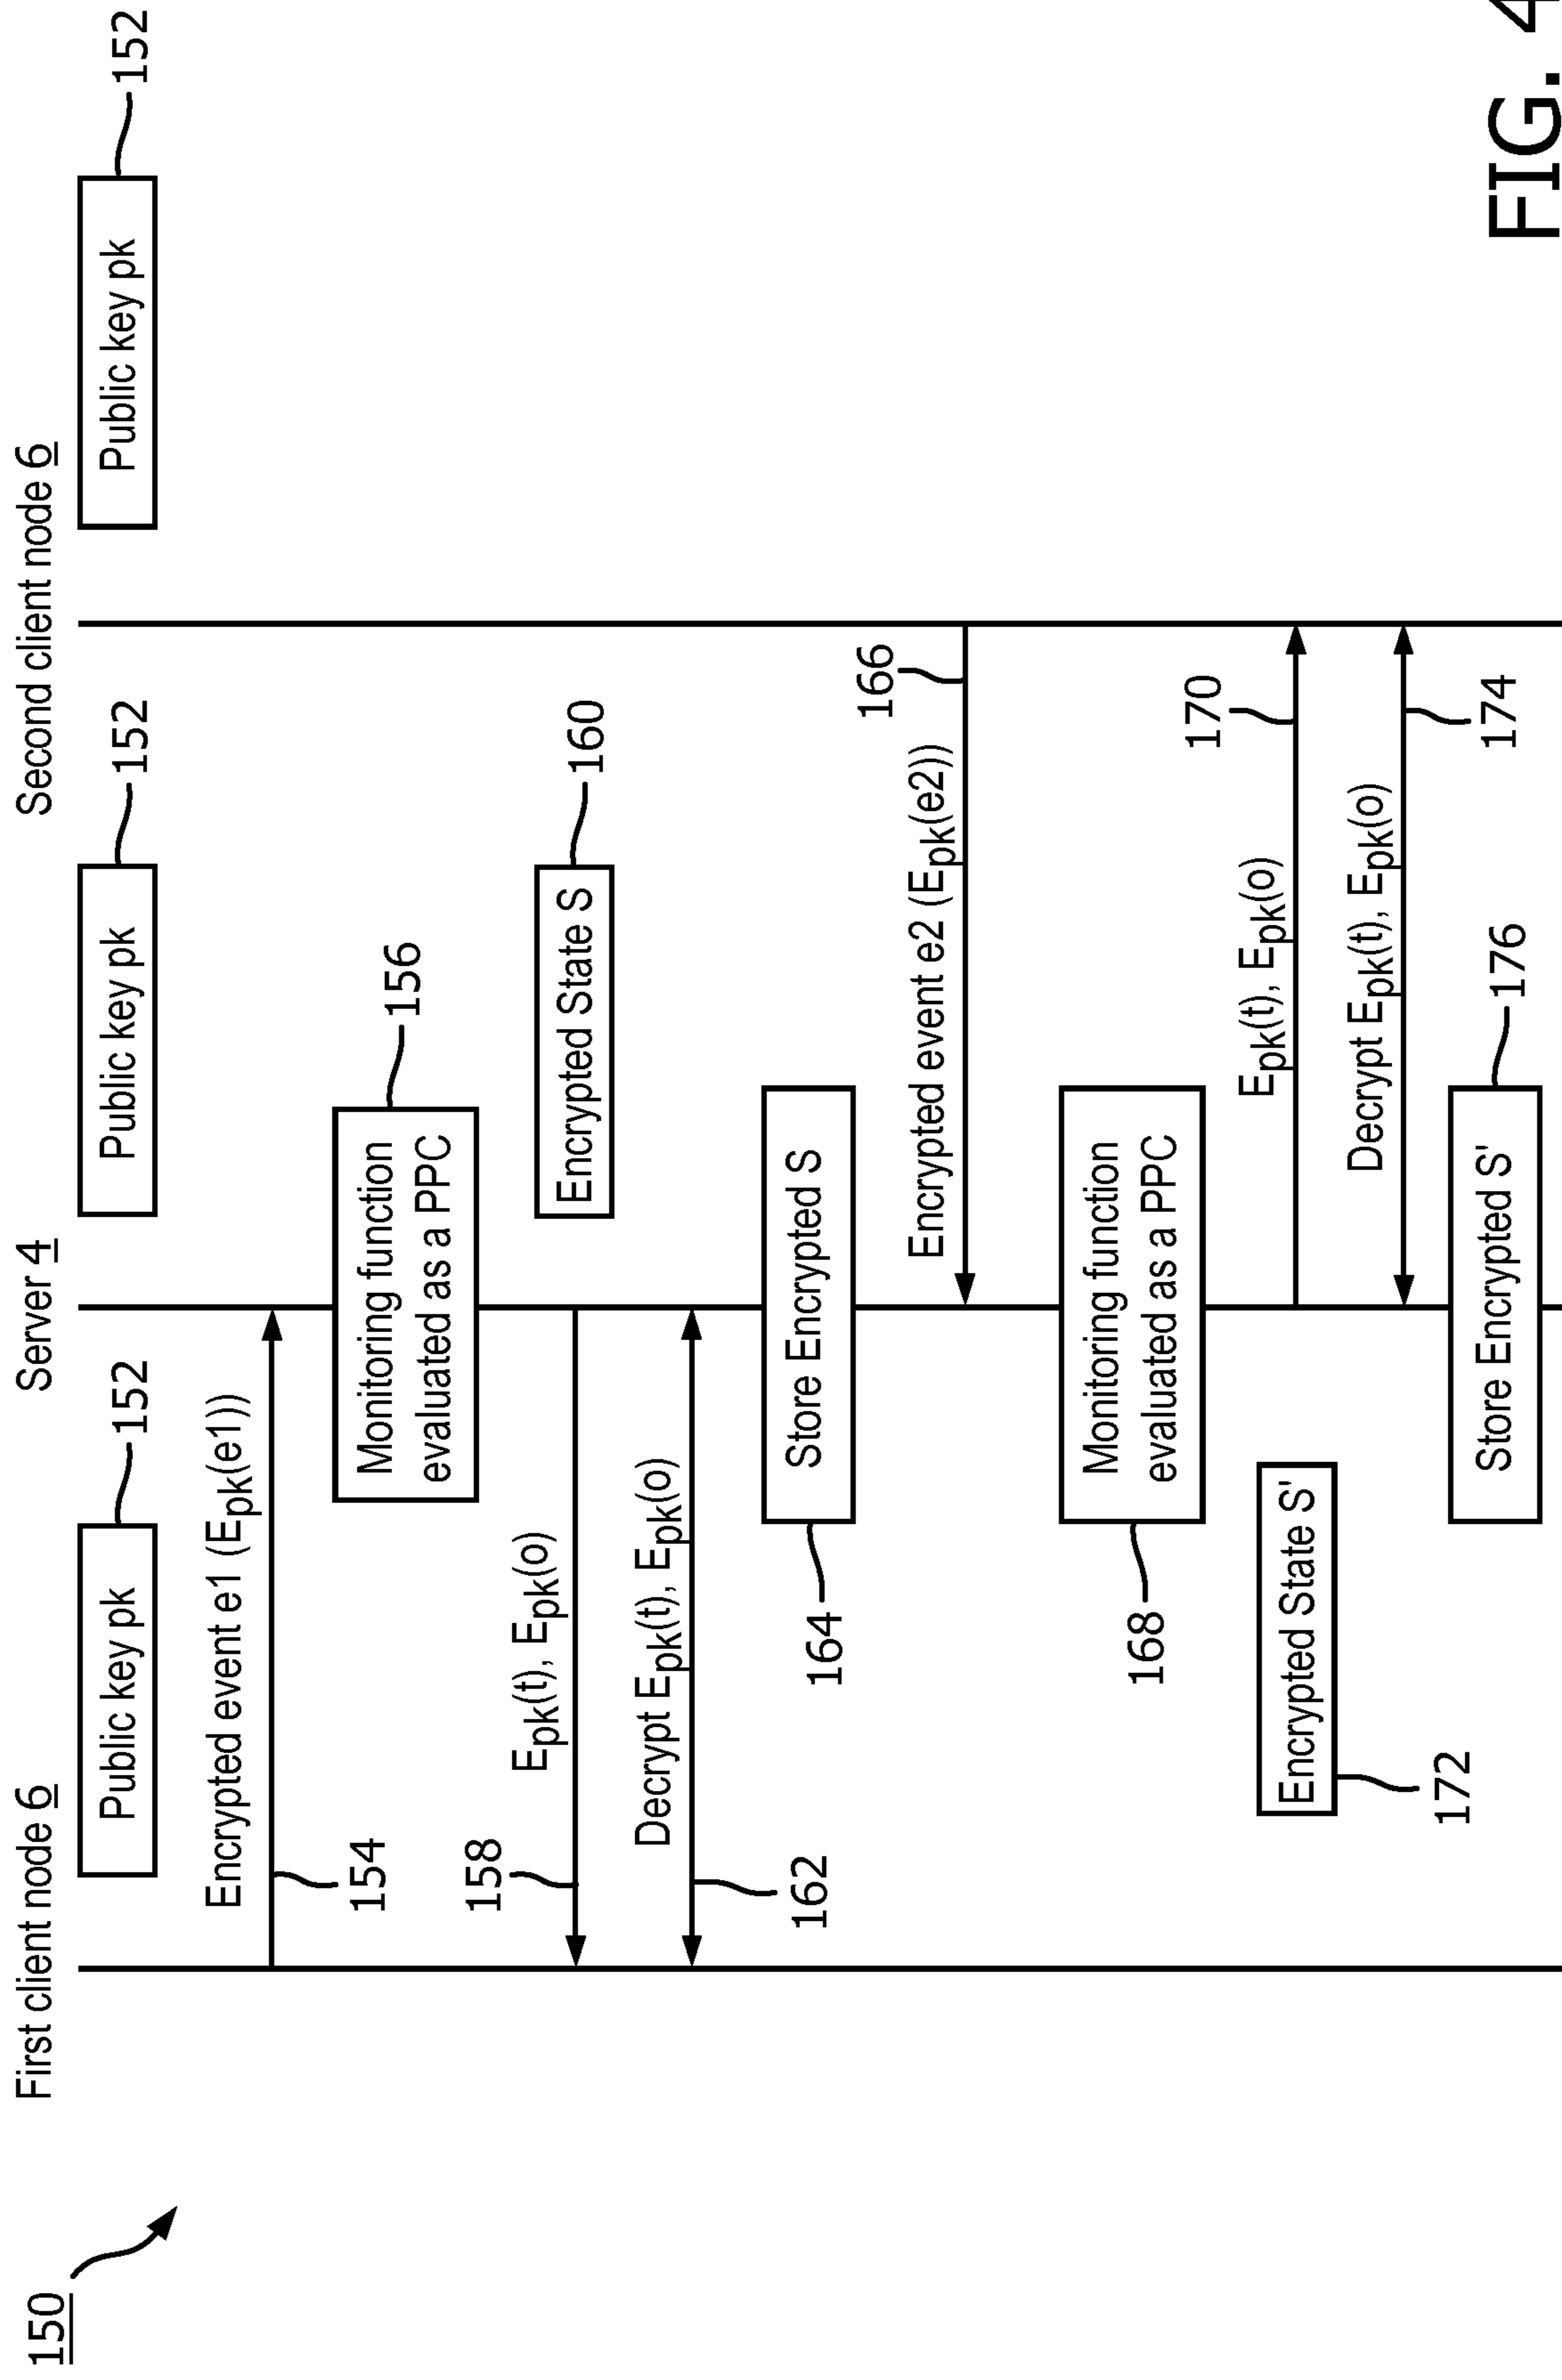 150
First client node 6
Server 4
Second client node 6
Public key pk
152
Public key pk
152
Public key pk
152
Encrypted event e1 (Epk(e1))
154
Monitoring function
evaluated as a PPC
156
158
Epk(t), Epk(o)
Encrypted State S
160
Decrypt Epk(t), Epk(o)
162
Store Encrypted S
164
Encrypted event e2 (Epk(e2))
166
Monitoring function
evaluated as a PPC
168
Epk(t), Epk(o)
170
Encrypted State S'
172
Decrypt Epk(t), Epk(o)
174
Store Encrypted S'
176
FIG. 4